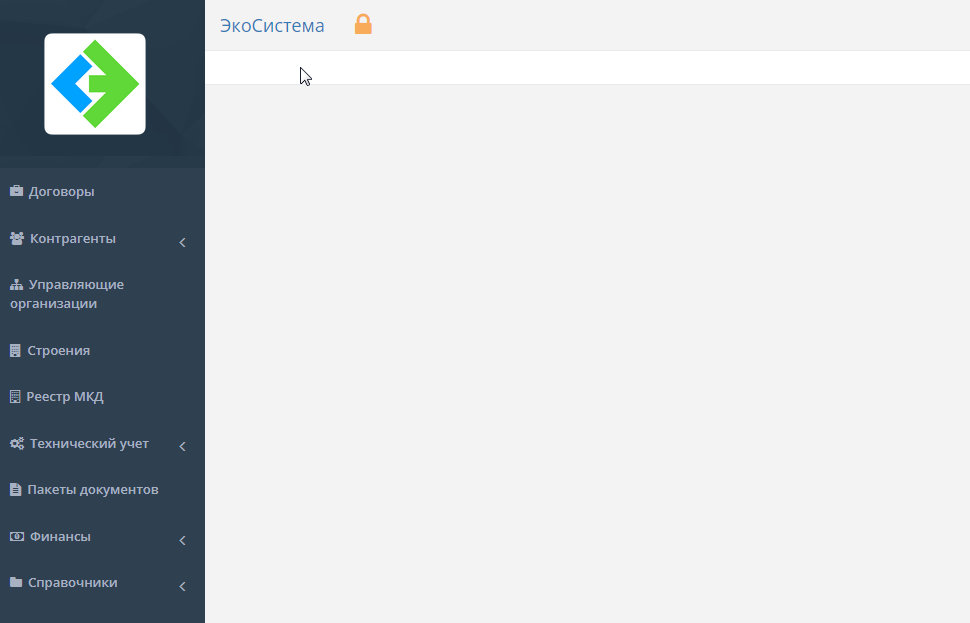 ЭкоСистема
Договоры
Контрагенты
Управляющие
организации
Строения
Реестр МКД
Технический учет
Пакеты документов
Финансы
Справочники